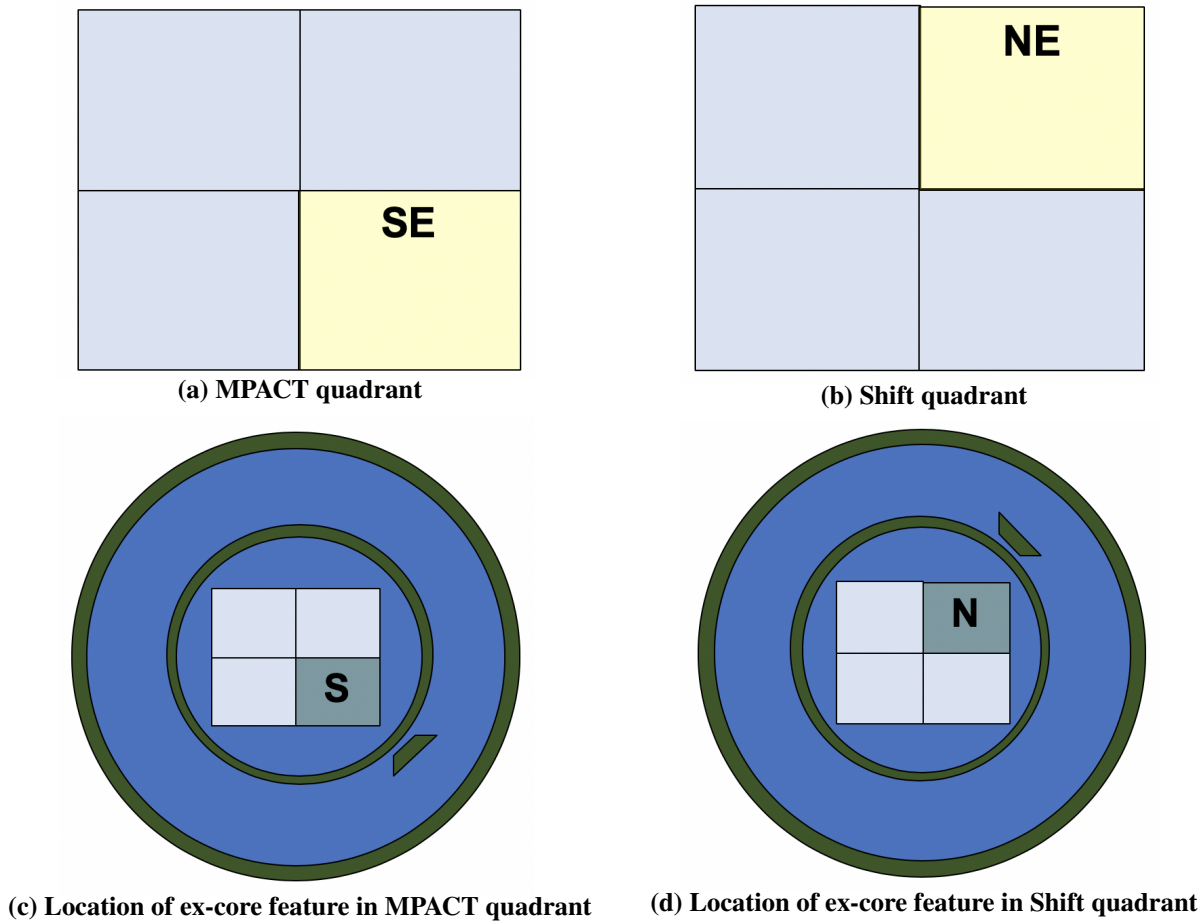 SE
(a) MPACT quadrant
NE
(b) Shift quadrant
S
(c) Location of ex-core feature in MPACT quadrant
N
(d) Location of ex-core feature in Shift quadrant